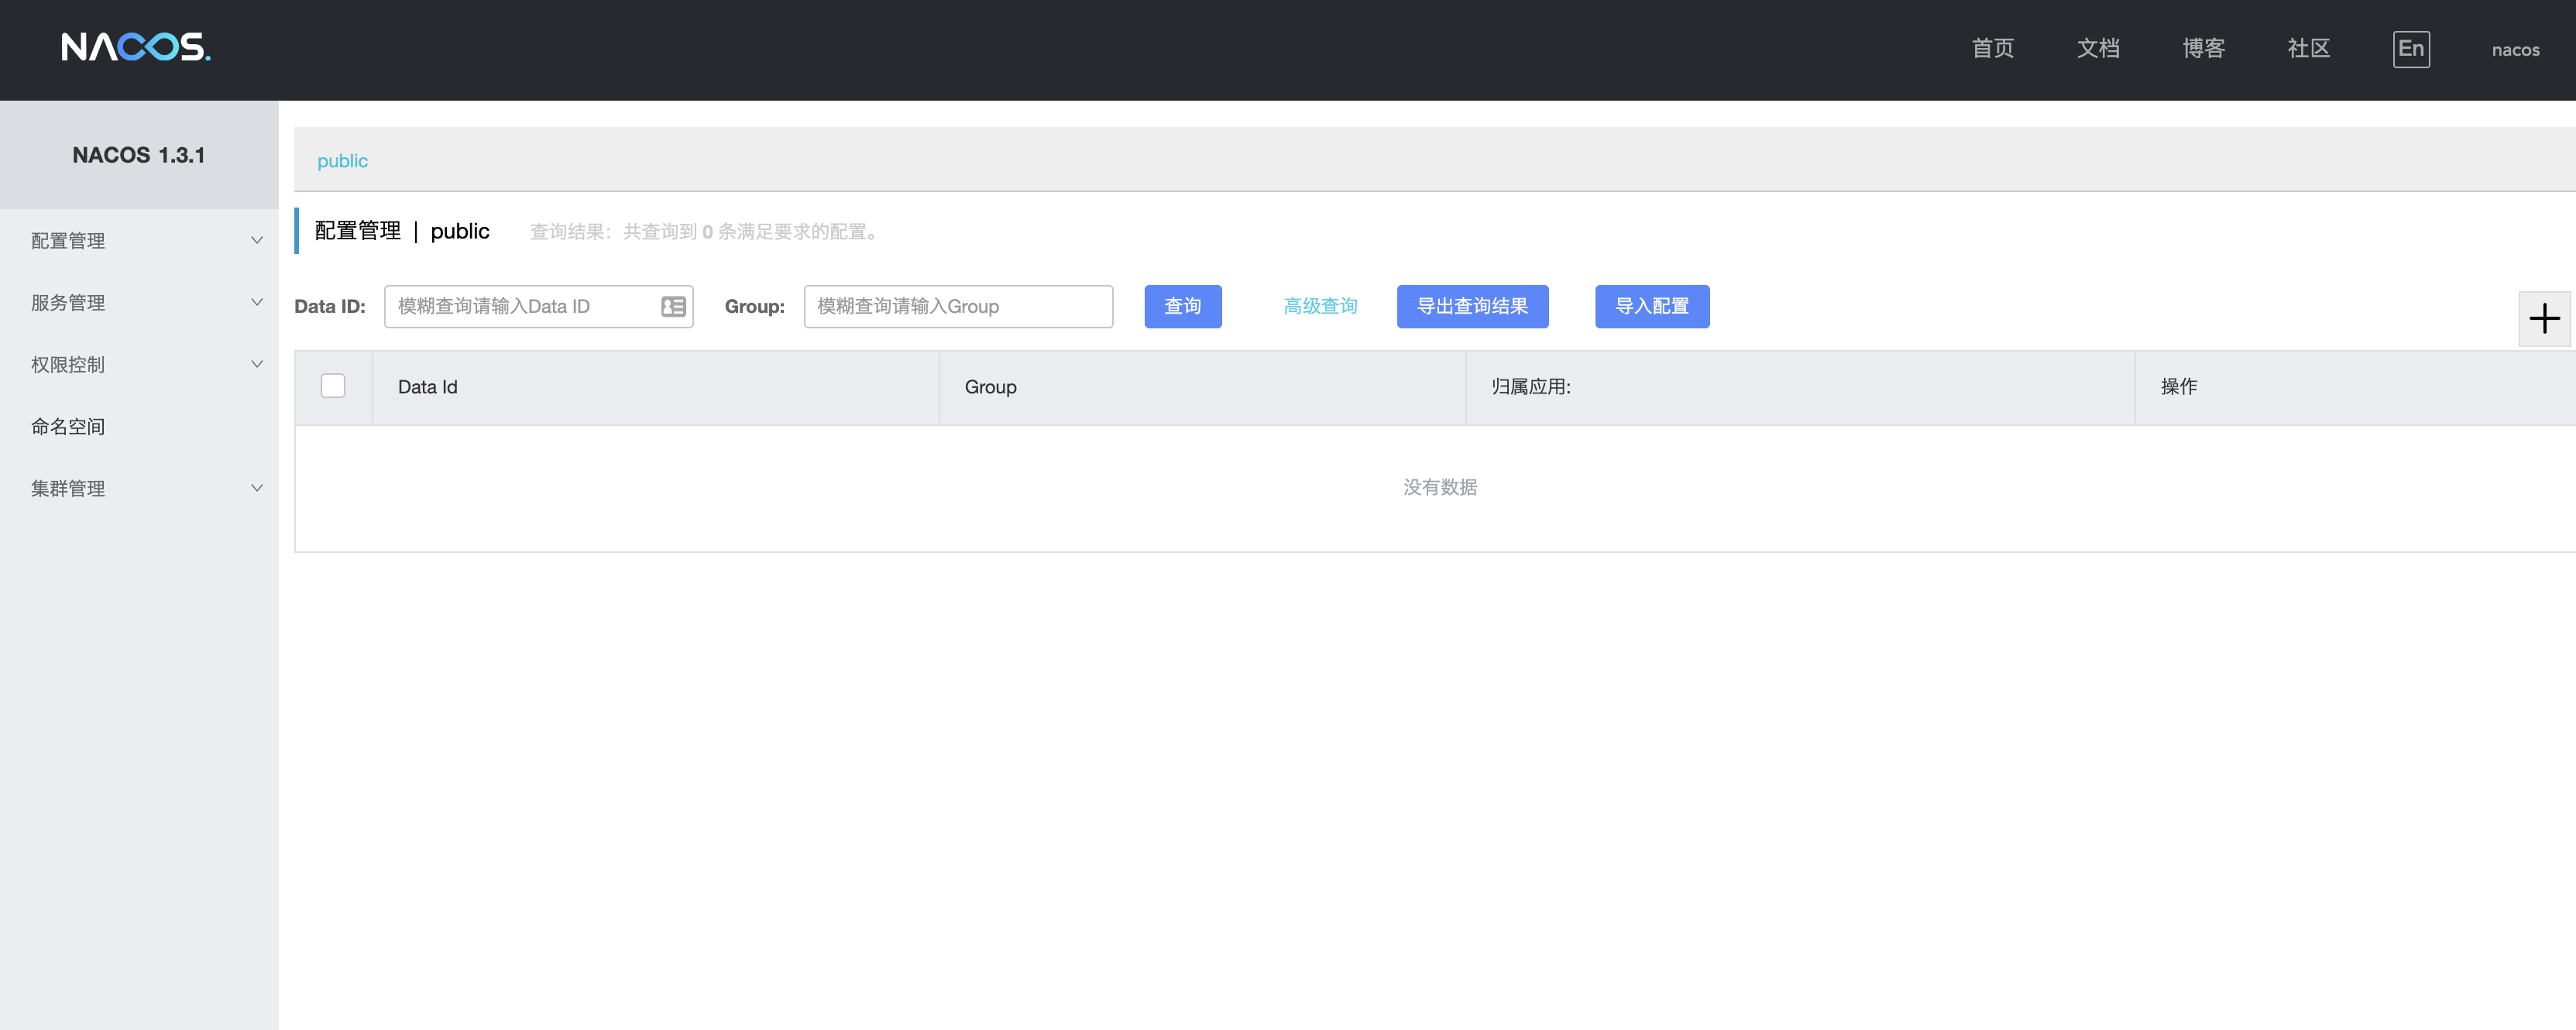 NACOS.
首页 文档 博客 社区 En nacos
NACOS 1.3.1
配置管理
服务管理
权限控制
命名空间
集群管理
public
配置管理 | public 查询结果：共查询到 0 条满足要求的配置。
Data ID: 模糊查询请输入Data ID Group: 模糊查询请输入Group 查询 高级查询 导出查询结果 导入配置
Data Id Group 归属应用: 操作
没有数据